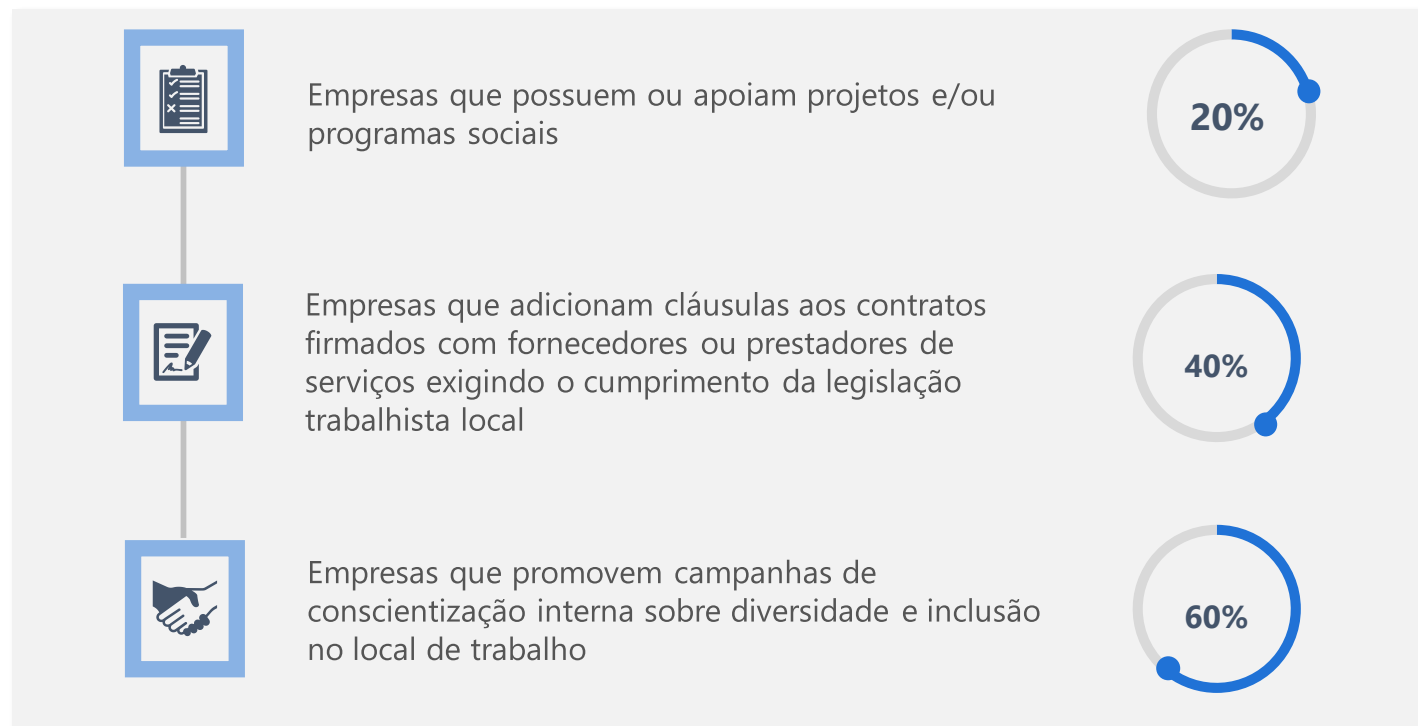 Empresas que possuem ou apoiam projetos e/ou
programas sociais
20%
Empresas que adicionam cláusulas aos contratos
firmados com fornecedores ou prestadores de
serviços exigindo o cumprimento da legislação
trabalhista local
40%
Empresas que promovem campanhas de
conscientização interna sobre diversidade e inclusão
no local de trabalho
60%